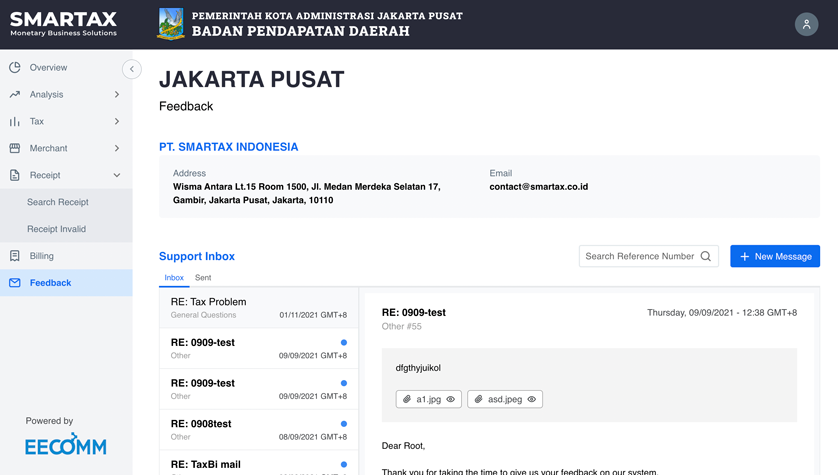 SMARTAX
Monetary Business Solutions
PEMERINTAH KOTA ADMINISTRASI JAKARTA PUSAT
BADAN PENDAPATAN DAERAH
Overview
Analysis
Tax
Merchant
Receipt
Search Receipt
Receipt Invalid
Billing
Feedback
Powered by
EECOMM
JAKARTA PUSAT
Feedback
PT. SMARTAX INDONESIA
Address
Wisma Antara Lt.15 Room 1500, Jl. Medan Merdeka Selatan 17,
Gambir, Jakarta Pusat, Jakarta, 10110
Email
contact@smartax.co.id
Support Inbox
Search Reference Number
New Message
Inbox Sent
RE: Tax Problem
General Questions 01/11/2021 GMT+8
RE: 0909-test
Other 09/09/2021 GMT+8
RE: 0909-test
Other 09/09/2021 GMT+8
RE: 0908test
Other 08/09/2021 GMT+8
RE: TaxBi mail
RE: 0909-test
Thursday, 09/09/2021 - 12:38 GMT+8
Other #55
dfgthyjuikol
a1.jpg asd.jpeg
Dear Root,
Thank you for taking the time to give us your feedback on our system.